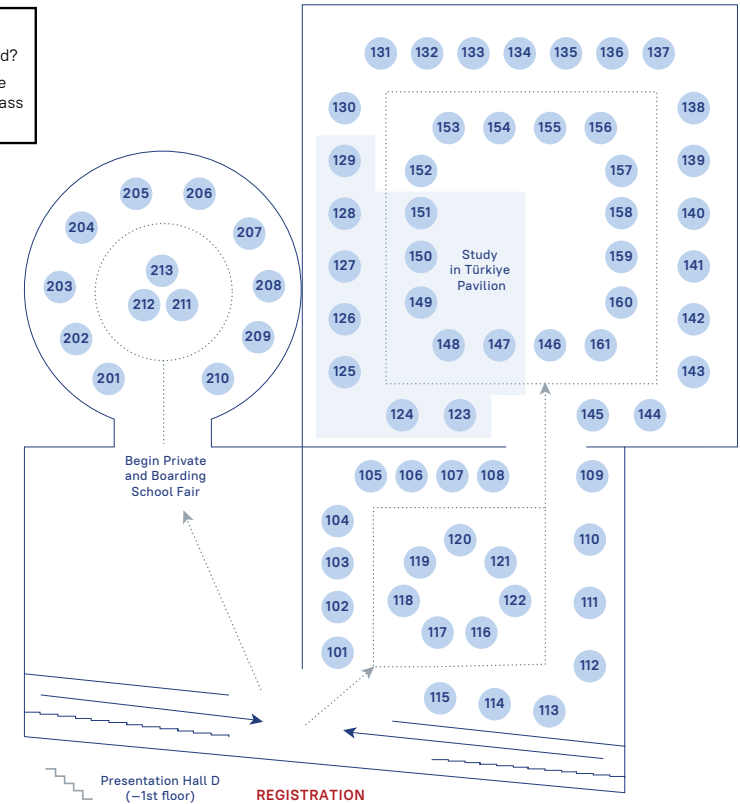 d?
e
ass
131 132 133 134 135 136 137
130
138
153 154 155 156
129
139
152
157
205 206
128
151
158
140
204
207
127
150
Study
in Türkiye
Pavilion
159
141
213
203
208
212 211
149
160
126
142
202
209
148 147 146 161
125
143
201
210
124 123
145 144
Begin Private
and Boarding
School Fair
105 106 107 108
109
104
120
110
103
119
121
102
118
122
111
117 116
101
112
115 114 113
Presentation Hall D
(−1st floor)
REGISTRATION